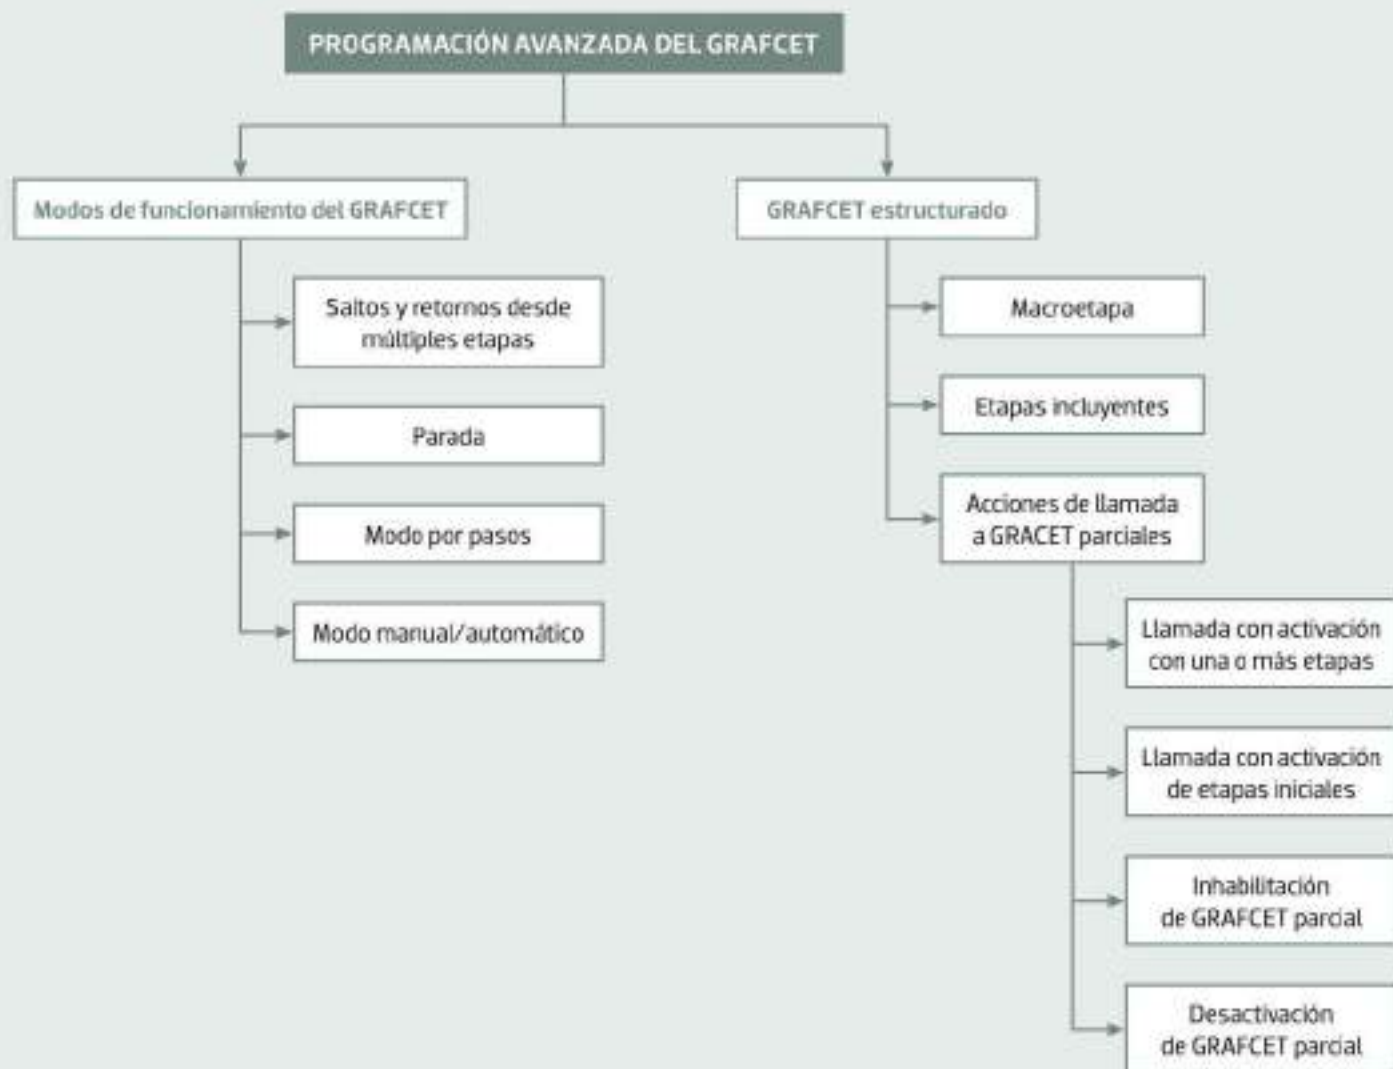 PROGRAMACIÓN AVANZADA DEL GRAFCET
Modos de funcionamiento del GRAFCET
Saltos y retornos desde
múltiples etapas
Parada
Modo por pasos
Modo manual/automático
GRAFCET estructurado
Macroetapa
Etapas incluyentes
Acciones de llamada
a GRACET parciales
Llamada con activación
con una o más etapas
Llamada con activación
de etapas iniciales
Inhabilitación
de GRAFCET parcial
Desactivación
de GRAFCET parcial